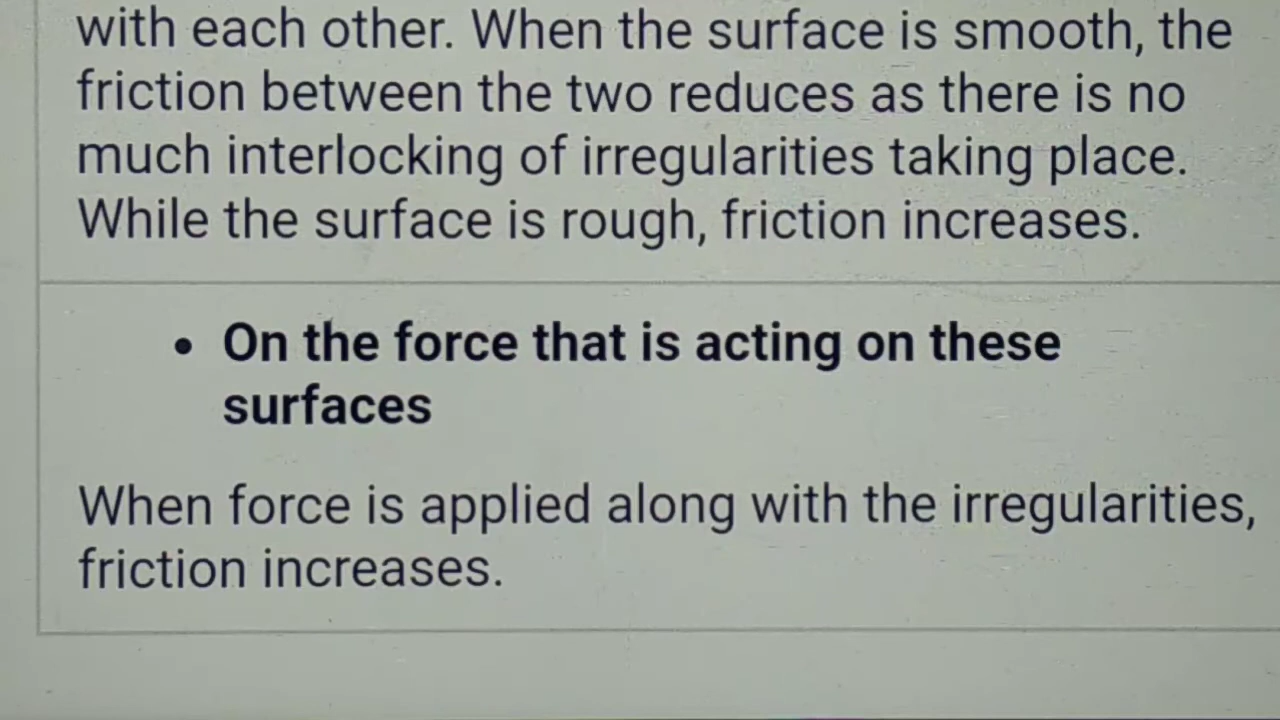 with each other. When the surface is smooth, the
friction between the two reduces as there is no
much interlocking of irregularities taking place.
While the surface is rough, friction increases.
• On the force that is acting on these
surfaces
When force is applied along with the irregularities,
friction increases.